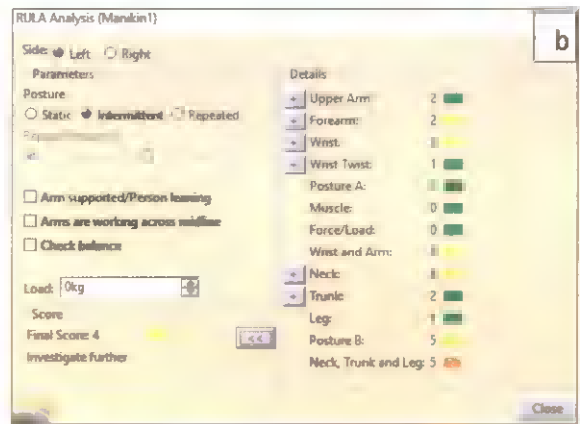 RULA Analysis (Manikin1)
b
Side: Left Right
Parameters
Posture
Static Intermittent Repeated
Arm supported/Person leaning
Arms are working across midline
Check balance
Load: 0kg
Score
Final Score: 4
Investigate further
<<
Details
+ Upper Arm: 2
+ Forearm: 2
+ Wrist:
+ Wrist Twist: 1
Posture A:
Muscle: 0
Force/Load: 0
Wrist and Arm:
+ Neck:
+ Trunk: 2
Leg:
Posture B: 5
Neck, Trunk and Leg: 5
Close